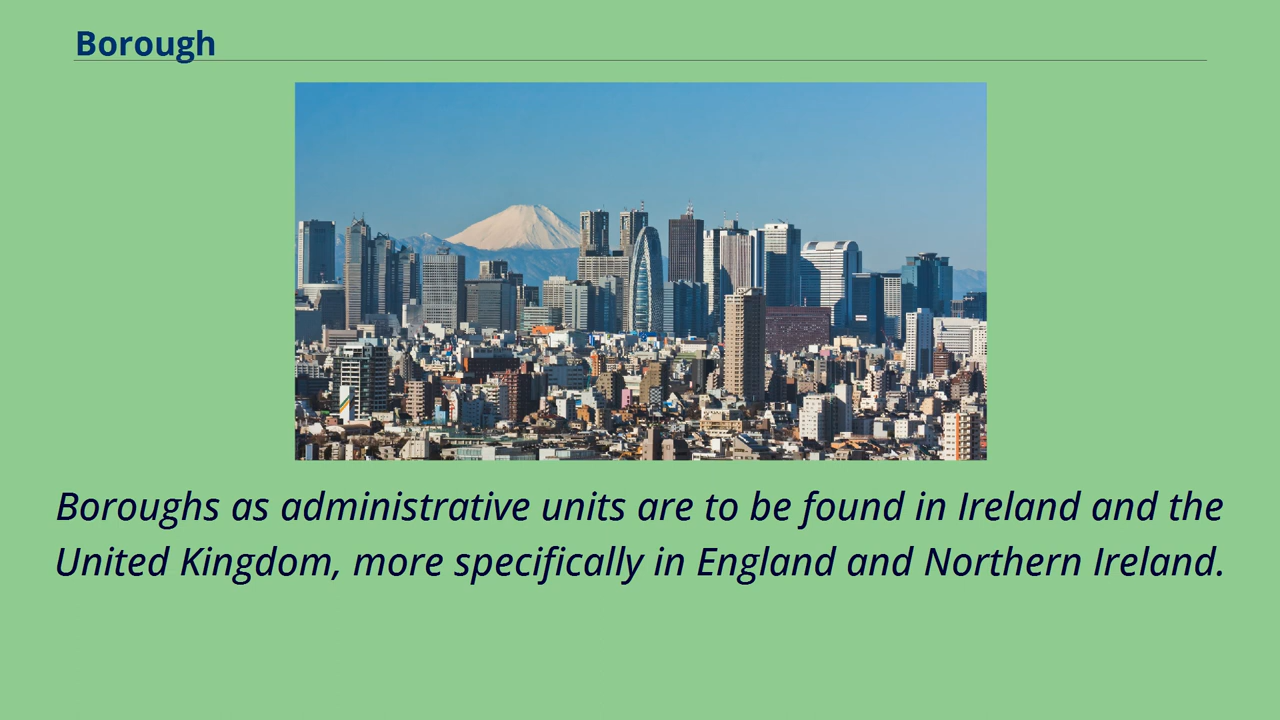 Borough
Boroughs as administrative units are to be found in Ireland and the
United Kingdom, more specifically in England and Northern Ireland.